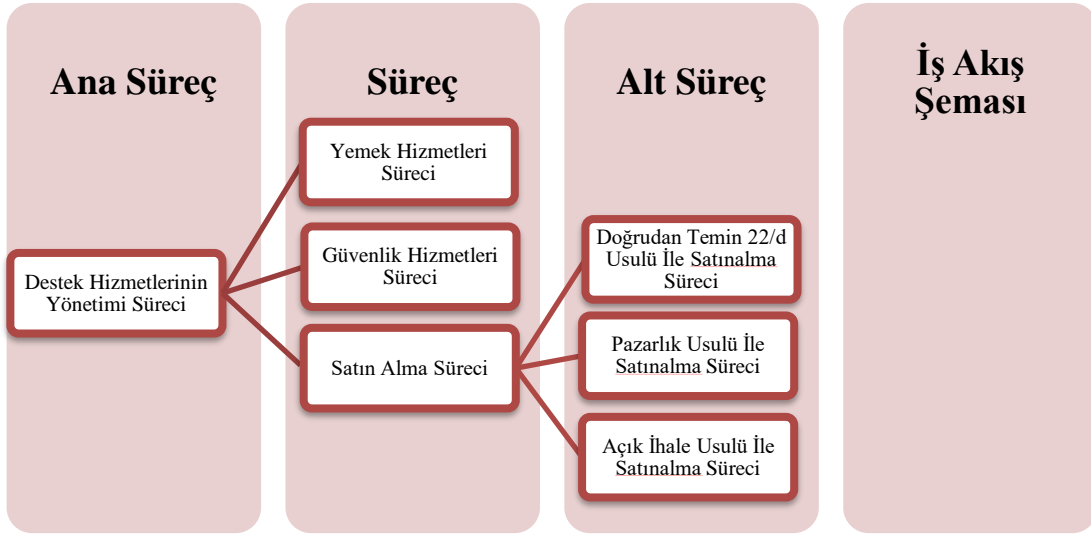 Ana Süreç
Süreç
Alt Süreç
İş Akış
Şeması
Destek Hizmetlerinin
Yönetimi Süreci
Yemek Hizmetleri
Süreci
Güvenlik Hizmetleri
Süreci
Satın Alma Süreci
Doğrudan Temin 22/d
Usulü İle Satınalma
Süreci
Pazarlık Usulü İle
Satınalma Süreci
Açık İhale Usulü İle
Satınalma Süreci